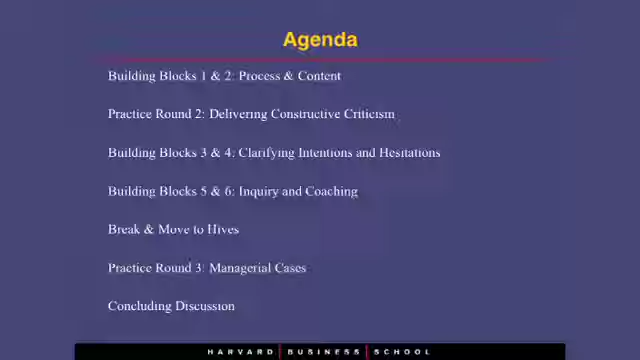 Agenda
Building Blocks 1 & 2: Process & Content
Practice Round 2: Delivering Constructive Criticism
Building Blocks 3 & 4: Clarifying Intentions and Hesitations
Building Blocks 5 & 6: Inquiry and Coaching
Break & Move to Hives
Practice Round 3: Managerial Cases
Concluding Discussion
HARVARD BUSINESS SCHOOL